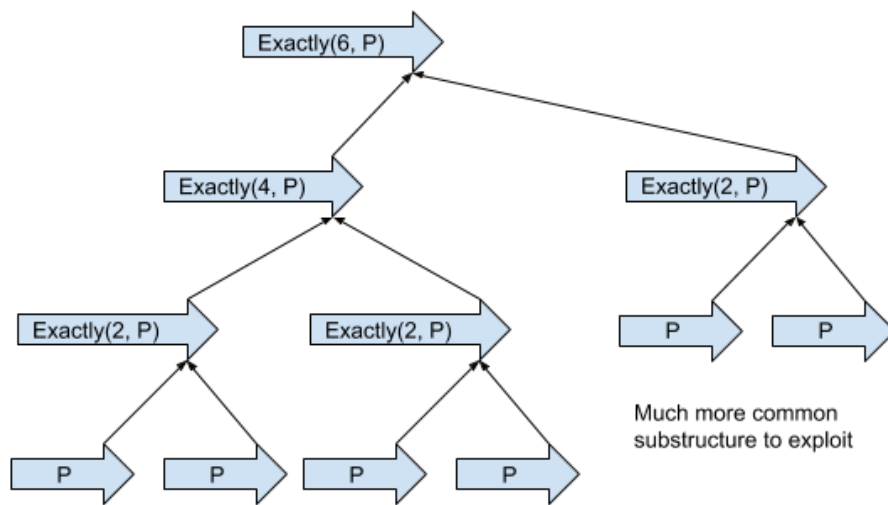 Exactly(6, P)
Exactly(4, P)
Exactly(2, P)
Exactly(2, P)
Exactly(2, P)
P
P
Much more common
substructure to exploit
P
P
P
P